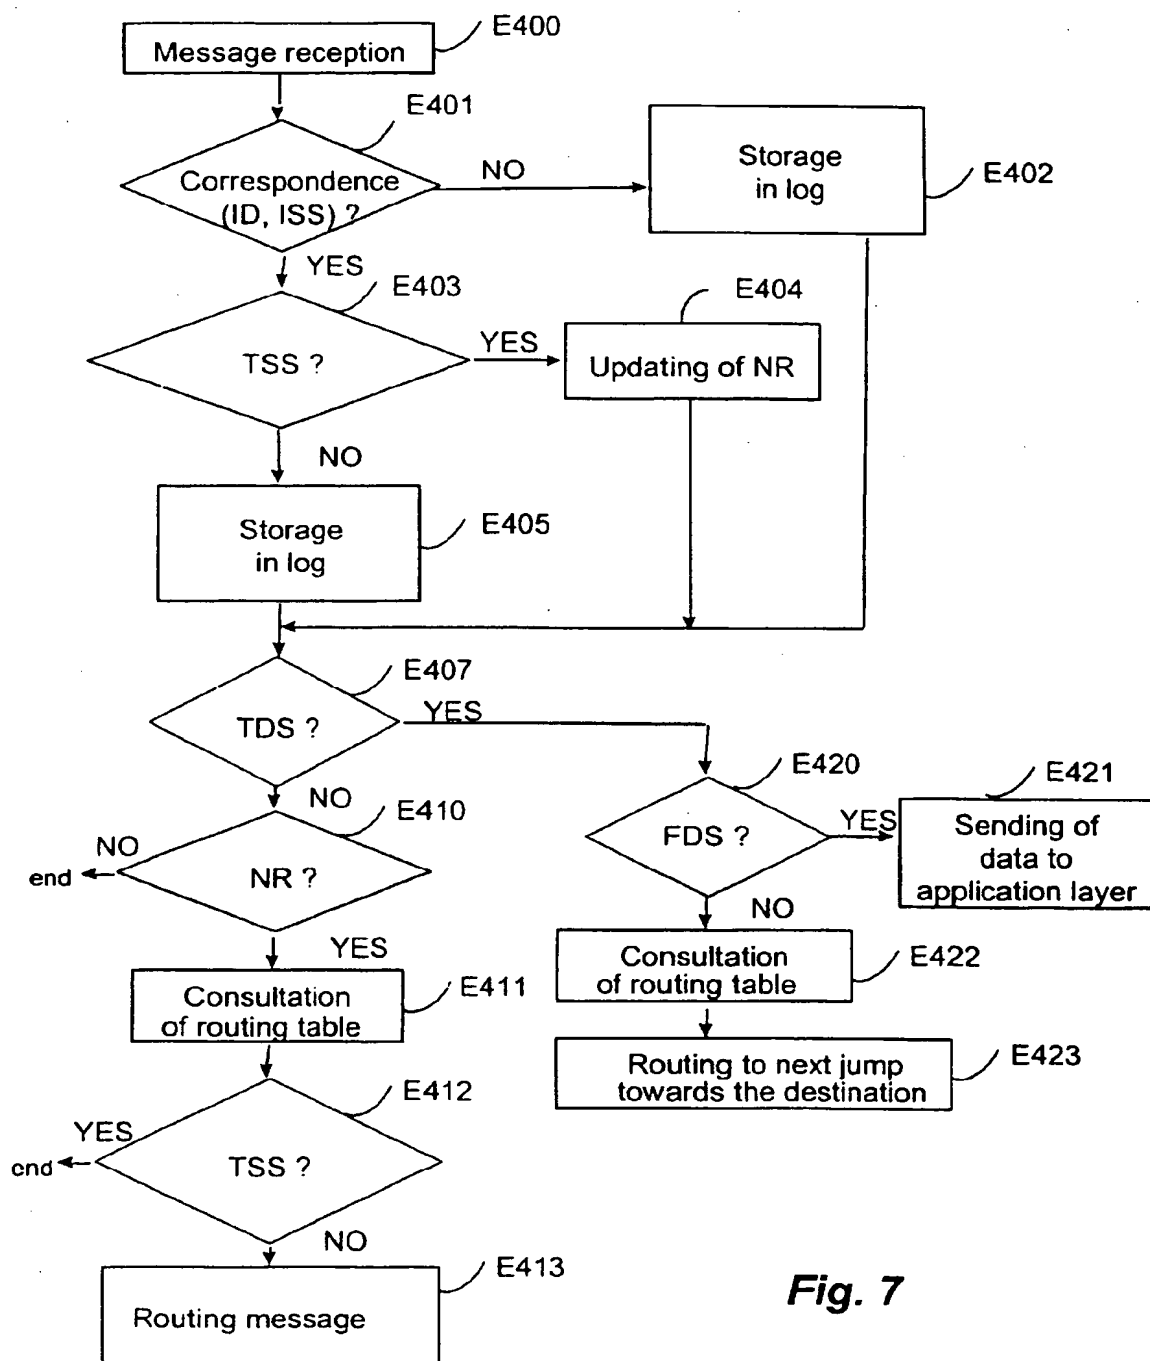 E400
Message reception
E401
Correspondence
(ID, ISS) ?
NO
Storage
in log
E402
YES
E403
TSS ?
YES
E404
Updating of NR
NO
Storage
in log
E405
E407
TDS ?
YES
NO
E410
NR ?
NO
end
E420
FDS ?
YES
E421
Sending of
data to
application layer
YES
Consultation
of routing table
E411
NO
Consultation
of routing table
E422
E412
TSS ?
YES
end
Routing to next jump
towards the destination
E423
NO
E413
Routing message
Fig. 7